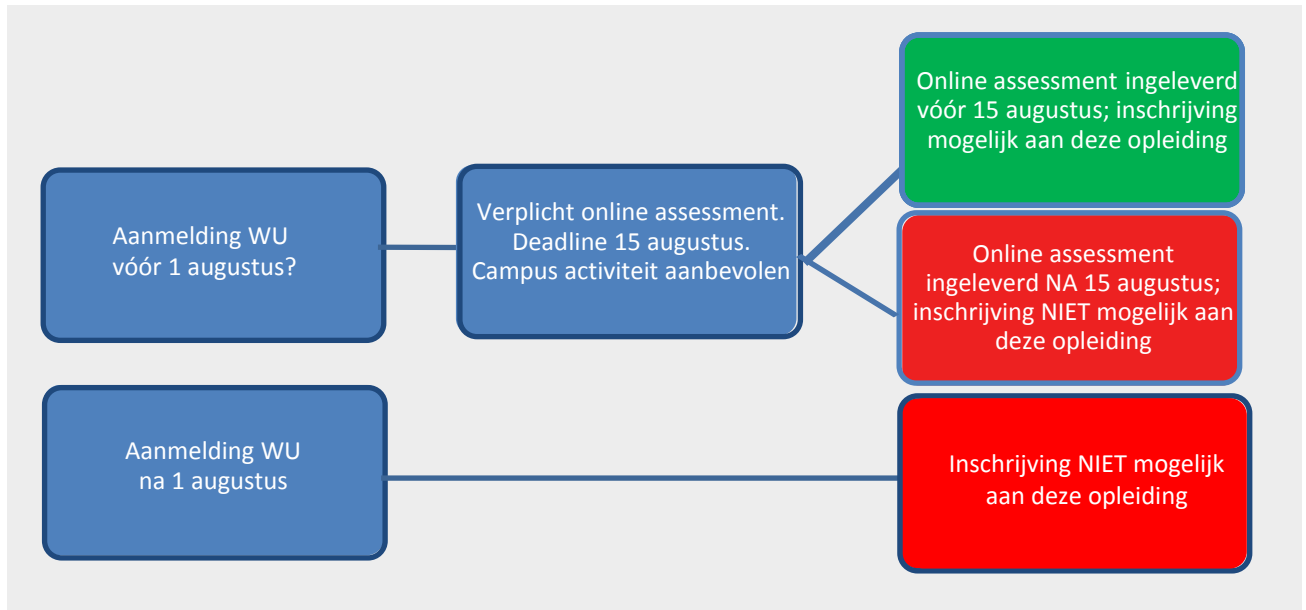 Aanmelding WU
vóór 1 augustus?
Verplicht online assessment.
Deadline 15 augustus.
Campus activiteit aanbevolen
Online assessment ingeleverd
vóór 15 augustus; inschrijving
mogelijk aan deze opleiding
Online assessment
ingeleverd NA 15 augustus;
inschrijving NIET mogelijk aan
deze opleiding
Aanmelding WU
na 1 augustus
Inschrijving NIET mogelijk
aan deze opleiding